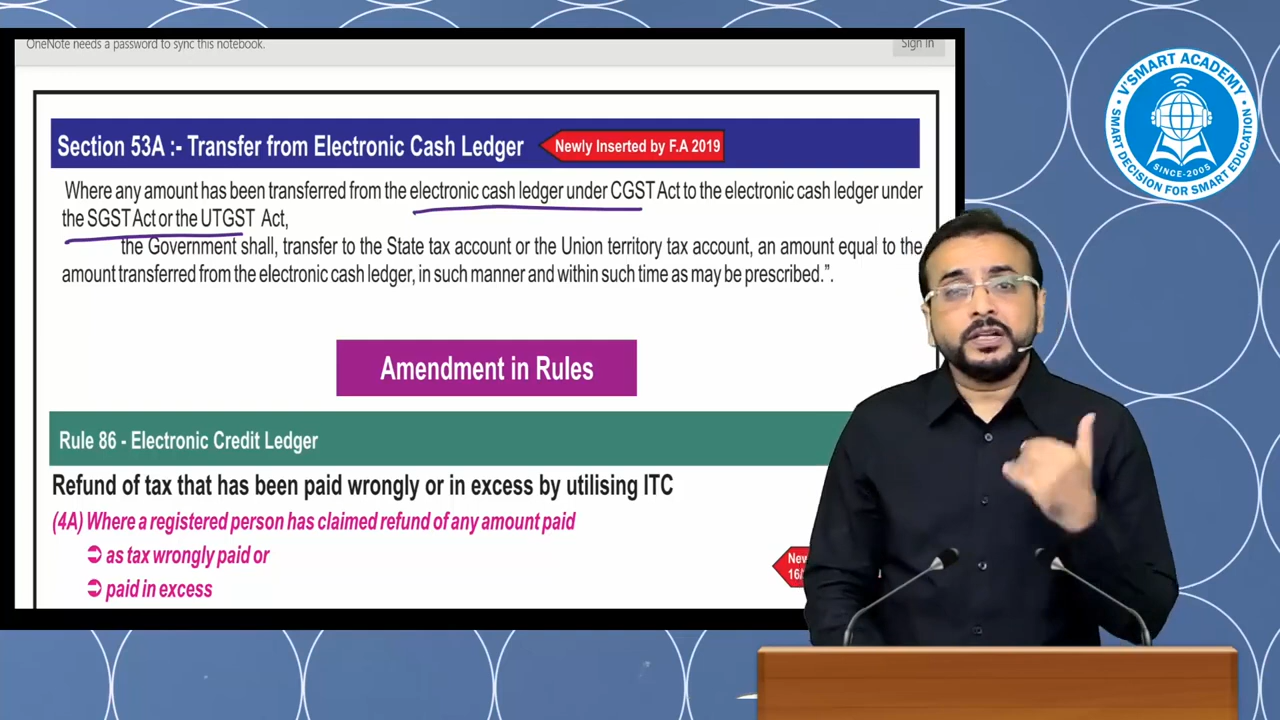 OneNote needs a password to sync this notebook.
Sign in
Section 53A :- Transfer from Electronic Cash Ledger
Newly Inserted by F.A 2019
Where any amount has been transferred from the electronic cash ledger under CGST Act to the electronic cash ledger under
the SGST Act or the UTGST Act,
the Government shall, transfer to the State tax account or the Union territory tax account, an amount equal to the
amount transferred from the electronic cash ledger, in such manner and within such time as may be prescribed.”.
Amendment in Rules
Rule 86 - Electronic Credit Ledger
Refund of tax that has been paid wrongly or in excess by utilising ITC
(4A) Where a registered person has claimed refund of any amount paid
➲ as tax wrongly paid or
➲ paid in excess
V'SMART ACADEMY
SINCE-2005
SMART DECISION FOR SMART EDUCATION